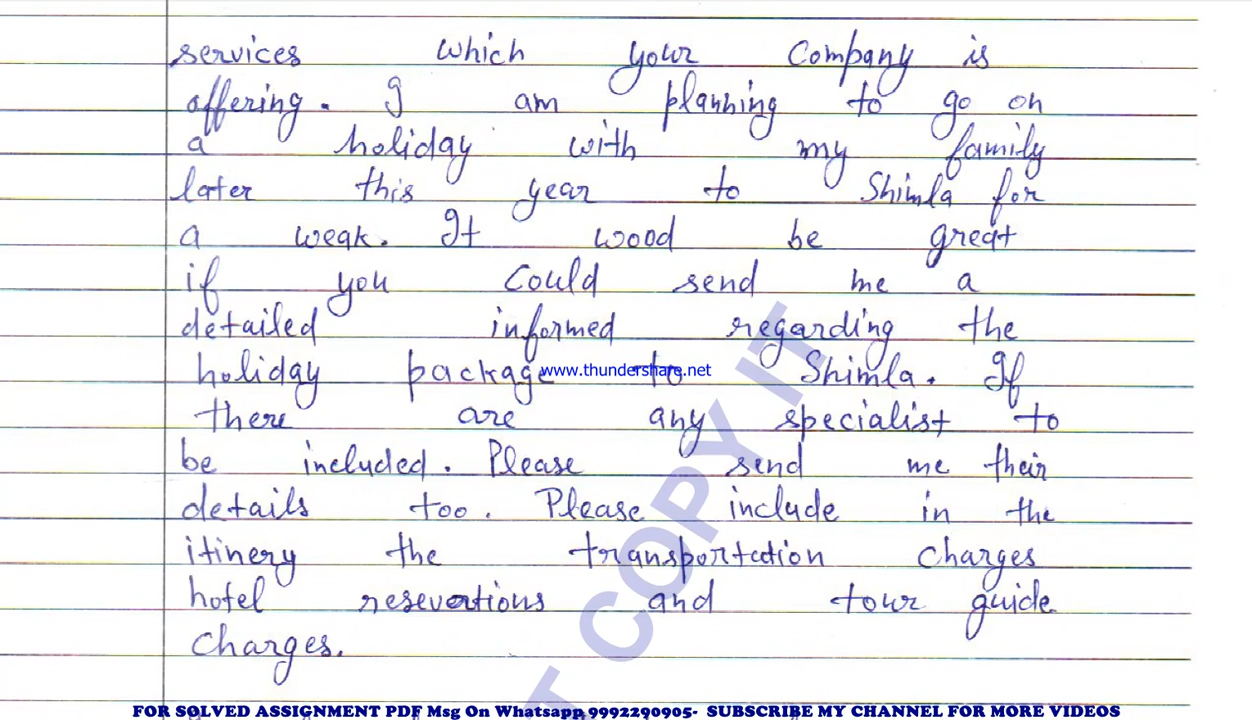 services which your Company is
offering. I am planning to go on
a holiday with my family
later this year to Shimla for
a weak. It wood be great
if you Could send me a
detailed informed regarding the
holiday package to Shimla. If
www.thundershare.net
there are any specialist to
be included. Please send me their
details too. Please include in the
itinery the transportation charges
hotel resevertions and tour guide
charges.
T COPY IT
FOR SOLVED ASSIGNMENT PDF Msg On Whatsapp 9992290905- SUBSCRIBE MY CHANNEL FOR MORE VIDEOS